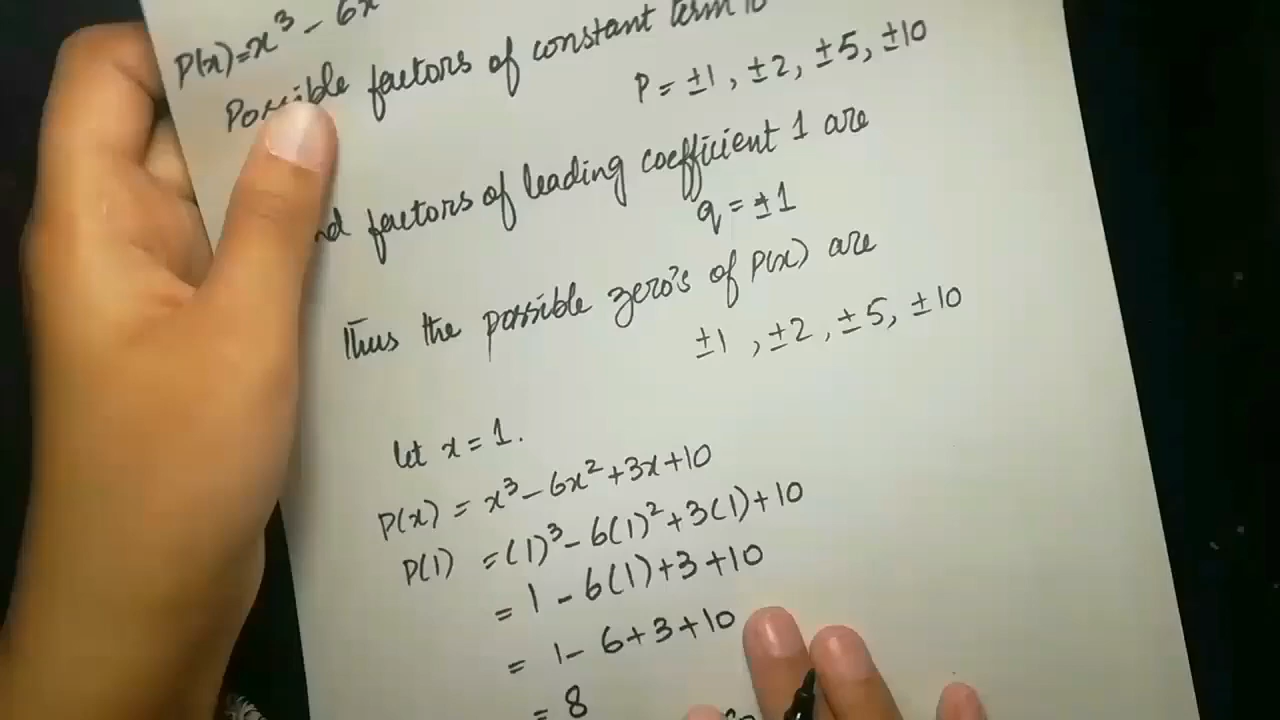 P(x)=x³ - 6x
Possible factors of constant term 10
P = ±1, ±2, ±5, ±10
factors of leading coefficient 1 are
q = ±1
Thus the possible zero's of P(x) are
±1, ±2, ±5, ±10
let x = 1.
P(x) = x³ - 6x² + 3x + 10
P(1) = (1)³ - 6(1)² + 3(1) + 10
= 1 - 6(1) + 3 + 10
= 1 - 6 + 3 + 10
= 8